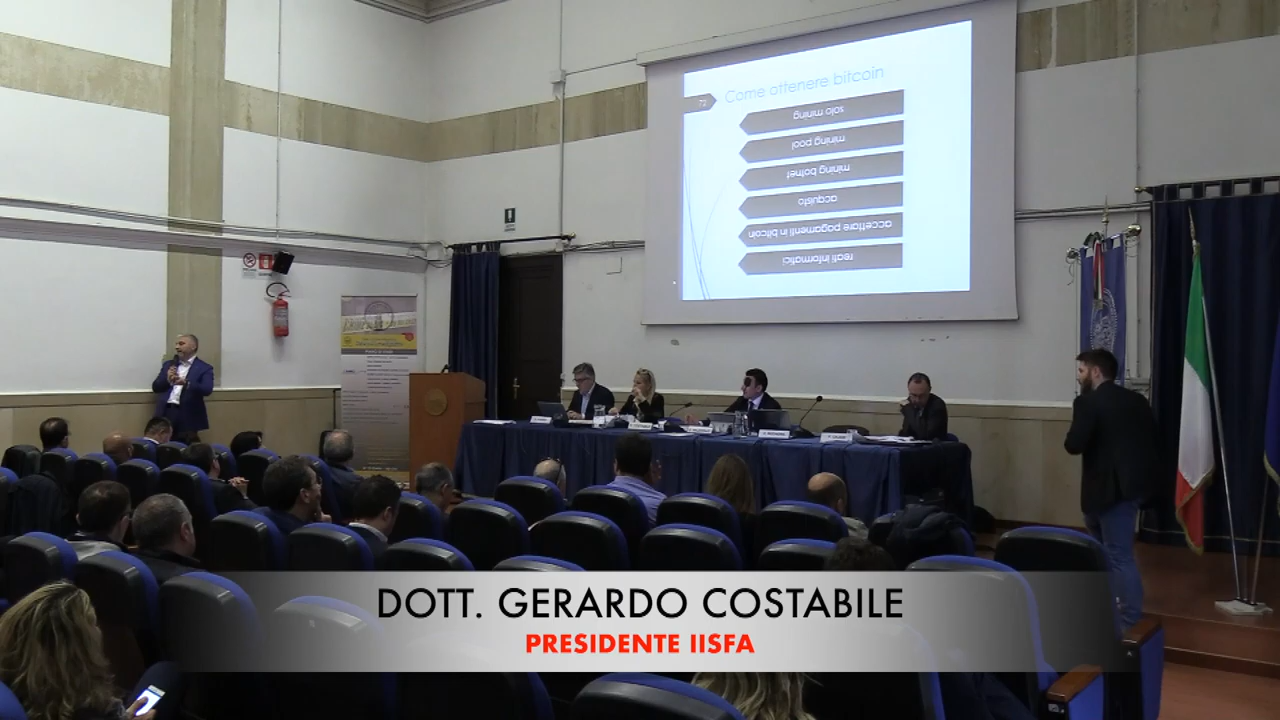 Come ottenere bitcoin
72
solo mining
mining pool
mining botnet
acquisto
accettare pagamenti in bitcoin
reati informatici
DOTT. GERARDO COSTABILE
PRESIDENTE IISFA